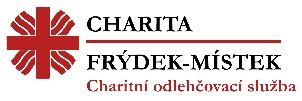 CHARITA
FRÝDEK-MÍSTEK
Charitní odlehčovací služba